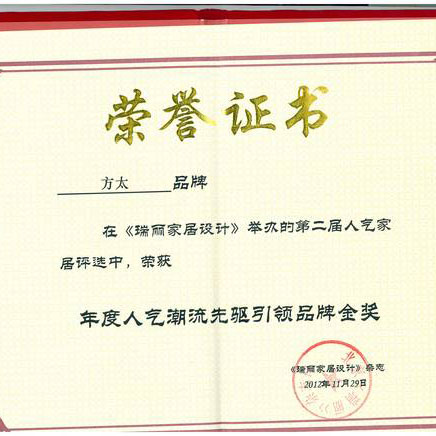 荣誉证书
方太 品牌
在《瑞丽家居设计》举办的第二届人气家
居评选中，荣获
年度人气潮流先驱引领品牌金奖
《瑞丽家居设计》杂志
2012年11月29日